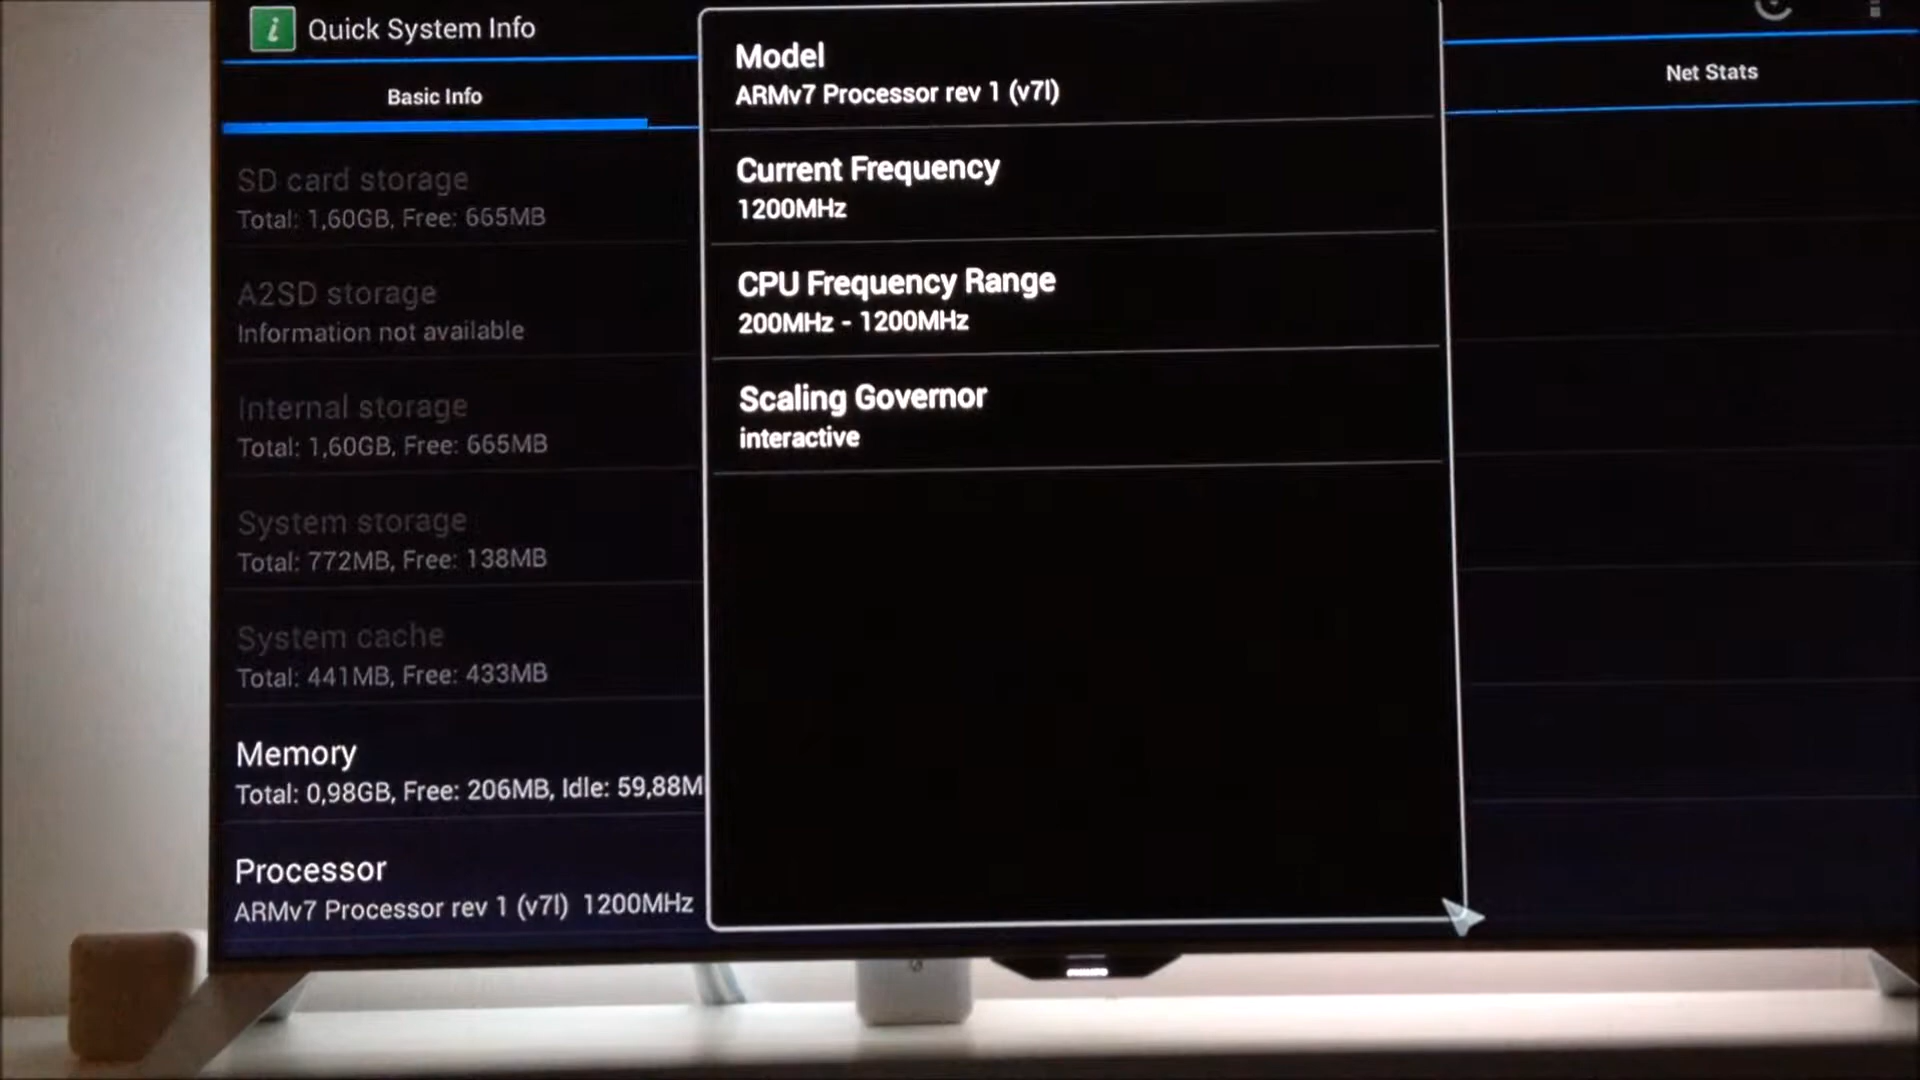 Quick System Info
Basic Info
Net Stats
SD card storage
Total: 1,60GB, Free: 665MB
A2SD storage
Information not available
Internal storage
Total: 1,60GB, Free: 665MB
System storage
Total: 772MB, Free: 138MB
System cache
Total: 441MB, Free: 433MB
Memory
Total: 0,98GB, Free: 206MB, Idle: 59,88M
Processor
ARMv7 Processor rev 1 (v7l) 1200MHz
Model
ARMv7 Processor rev 1 (v7l)
Current Frequency
1200MHz
CPU Frequency Range
200MHz - 1200MHz
Scaling Governor
interactive